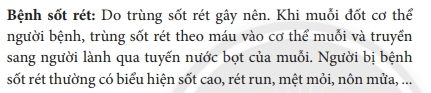 Bệnh sốt rét: Do trùng sốt rét gây nên. Khi muỗi đốt cơ thể
người bệnh, trùng sốt rét theo máu vào cơ thể muỗi và truyền
sang người lành qua tuyến nước bọt của muỗi. Người bị bệnh
sốt rét thường có biểu hiện sốt cao, rét run, mệt mỏi, nôn mửa, ...